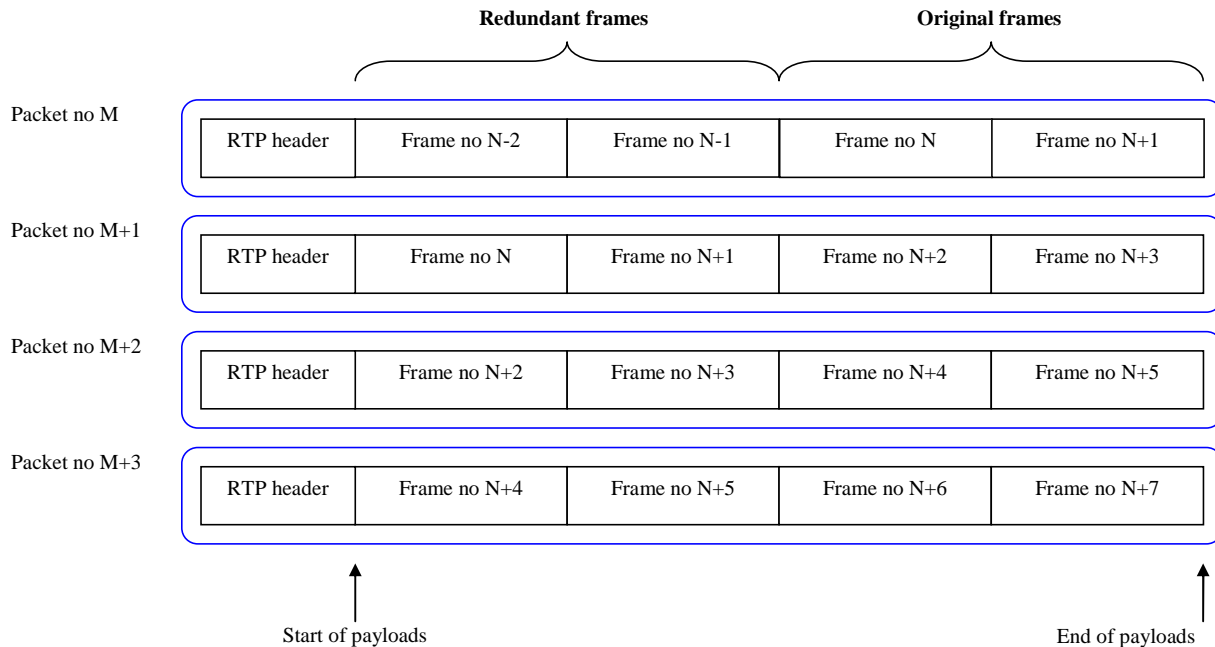 Redundant frames Original frames
Packet no M
RTP header Frame no N-2 Frame no N-1 Frame no N Frame no N+1
Packet no M+1
RTP header Frame no N Frame no N+1 Frame no N+2 Frame no N+3
Packet no M+2
RTP header Frame no N+2 Frame no N+3 Frame no N+4 Frame no N+5
Packet no M+3
RTP header Frame no N+4 Frame no N+5 Frame no N+6 Frame no N+7
Start of payloads End of payloads